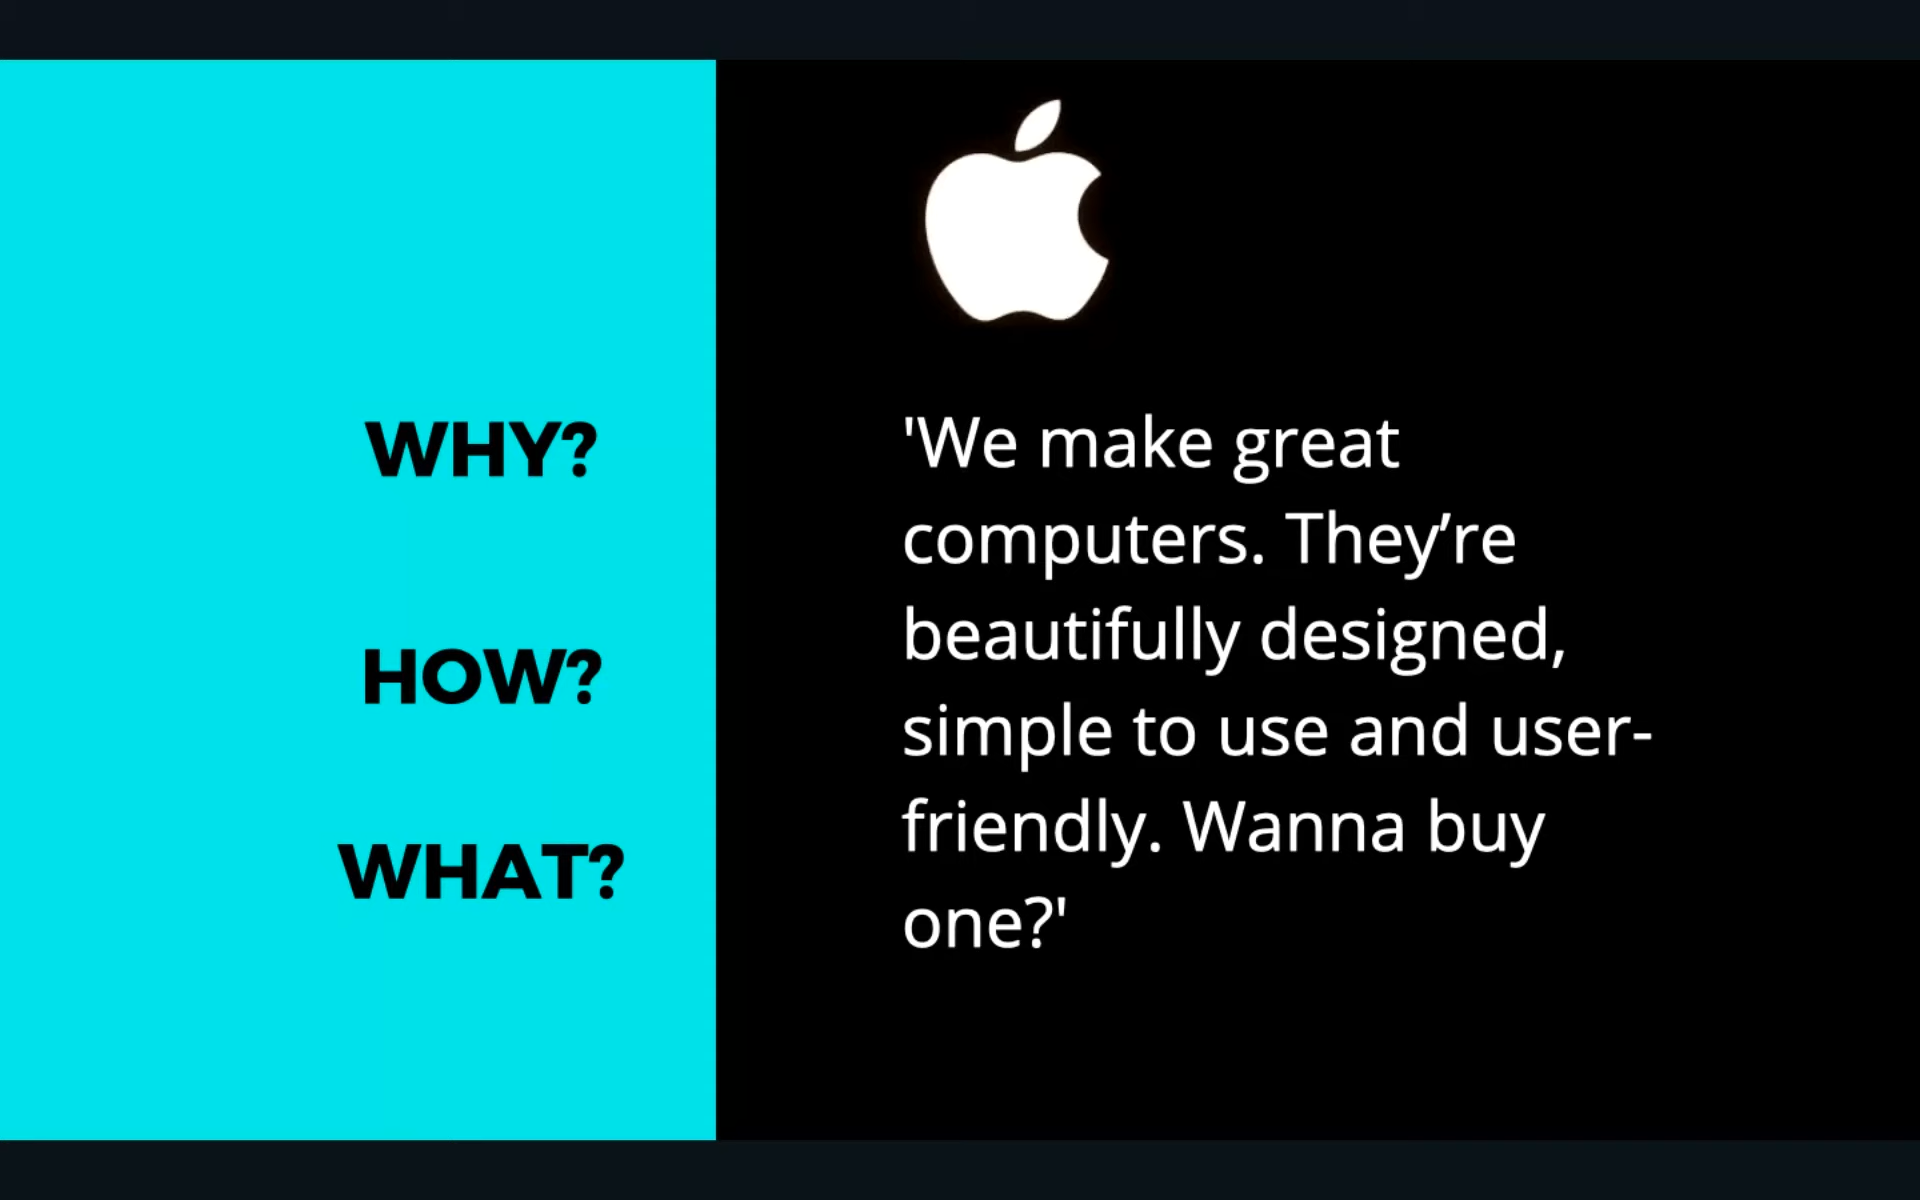 WHY?
HOW?
WHAT?
'We make great
computers. They’re
beautifully designed,
simple to use and user-
friendly. Wanna buy
one?'